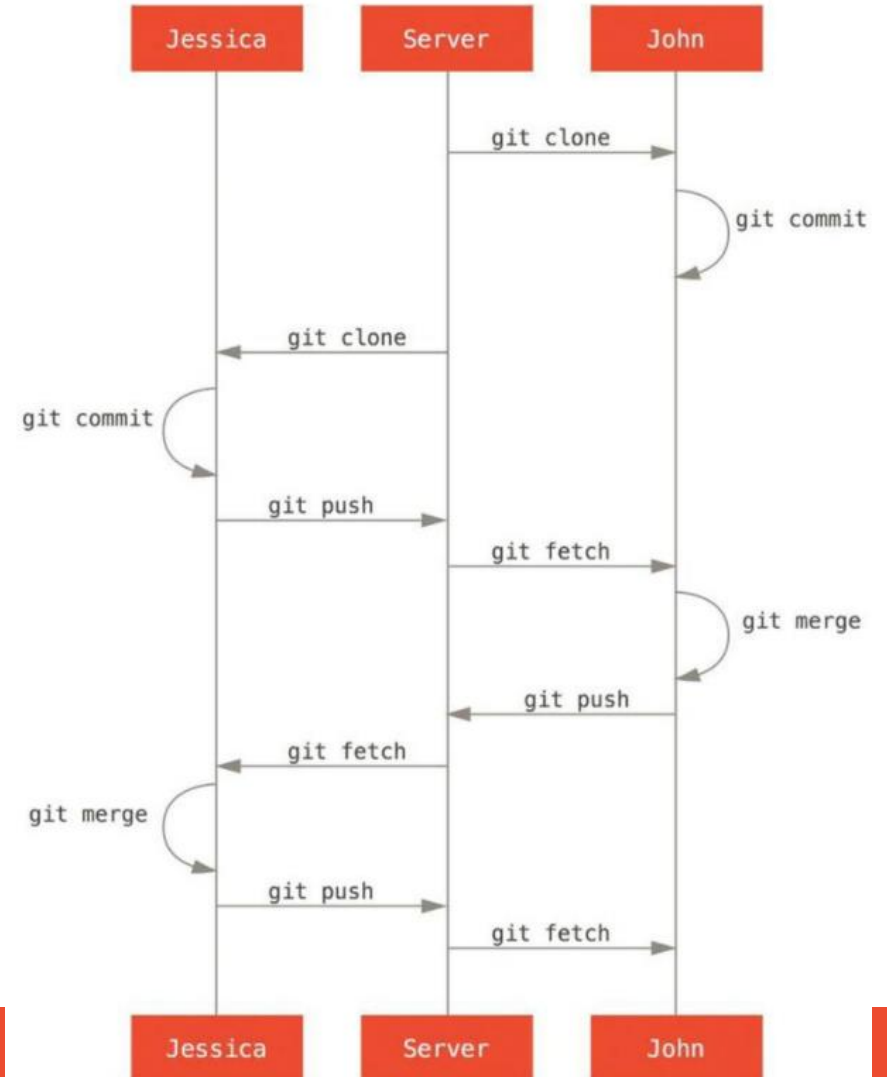 Jessica
Server
John
git clone
git commit
git clone
git commit
git push
git fetch
git merge
git push
git fetch
git merge
git push
git fetch
Jessica
Server
John